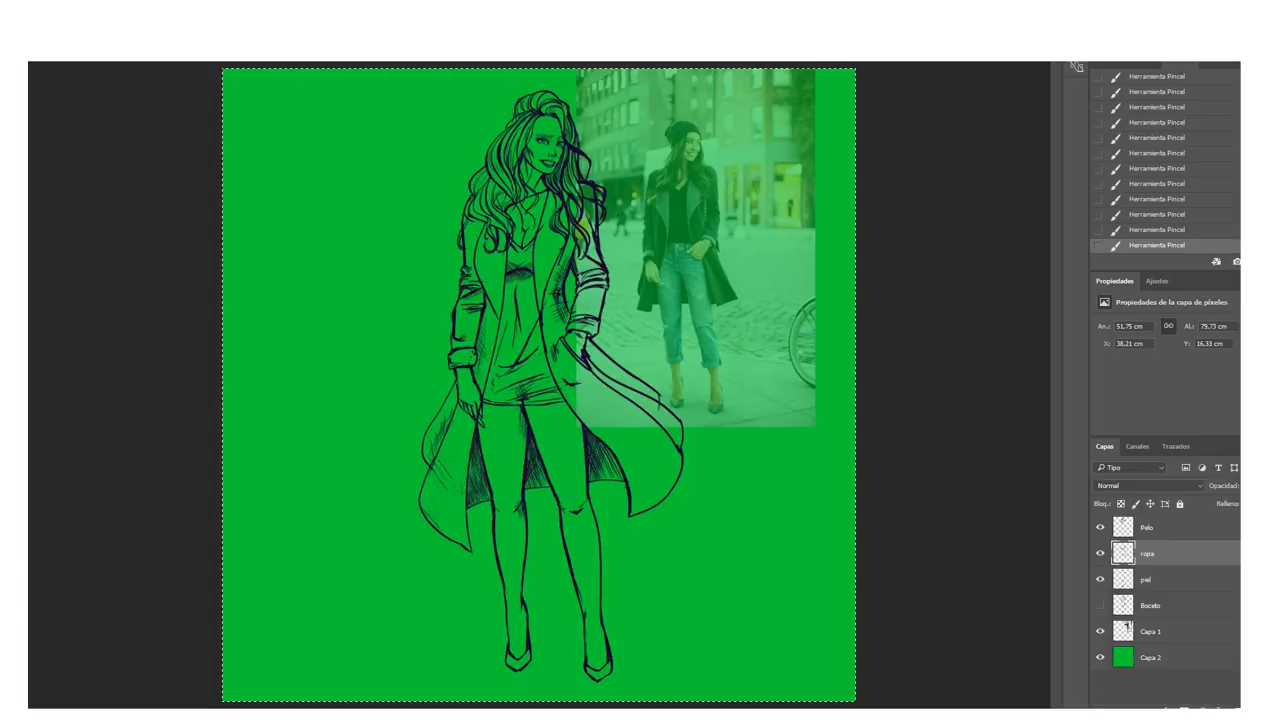 Herramienta Pincel
Herramienta Pincel
Herramienta Pincel
Herramienta Pincel
Herramienta Pincel
Herramienta Pincel
Herramienta Pincel
Herramienta Pincel
Herramienta Pincel
Herramienta Pincel
Herramienta Pincel
Herramienta Pincel
Propiedades Ajustes
Propiedades de la capa de píxeles
An.: 51,75 cm Al.: 79,73 cm
X: 38,21 cm Y: 16,33 cm
Capas Canales Trazados
Tipo
Normal Opacidad:
Bloq.: Relleno
Pelo
ropa
piel
Boceto
Capa 1
Capa 2